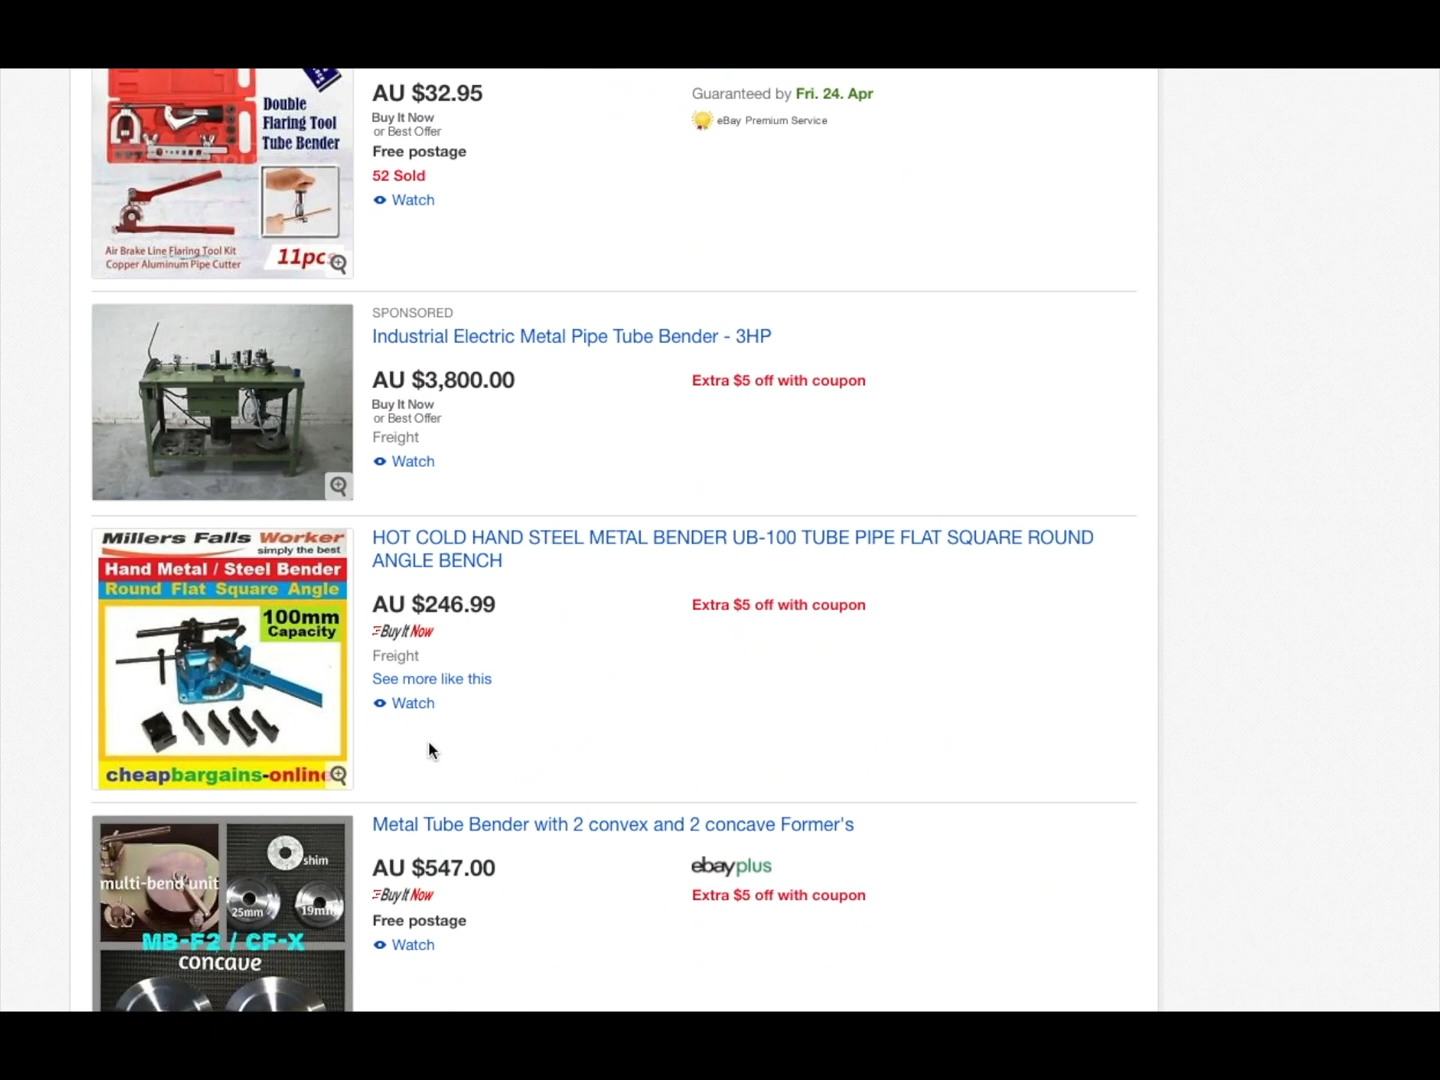 Double
Flaring Tool
Tube Bender
Air Brake Line Flaring Tool Kit
Copper Aluminum Pipe Cutter
11pc
AU $32.95
Buy It Now
or Best Offer
Free postage
52 Sold
Watch
Guaranteed by Fri. 24. Apr
eBay Premium Service
SPONSORED
Industrial Electric Metal Pipe Tube Bender - 3HP
AU $3,800.00
Extra $5 off with coupon
Buy It Now
or Best Offer
Freight
Watch
Millers Falls Worker
simply the best
Hand Metal / Steel Bender
Round Flat Square Angle
100mm
Capacity
cheapbargains-online
HOT COLD HAND STEEL METAL BENDER UB-100 TUBE PIPE FLAT SQUARE ROUND
ANGLE BENCH
AU $246.99
Extra $5 off with coupon
Buy It Now
Freight
See more like this
Watch
multi-bend unit
shim
25mm
19mm
MB-F2 / CF-X
concave
Metal Tube Bender with 2 convex and 2 concave Former's
AU $547.00
ebayplus
Buy It Now
Extra $5 off with coupon
Free postage
Watch